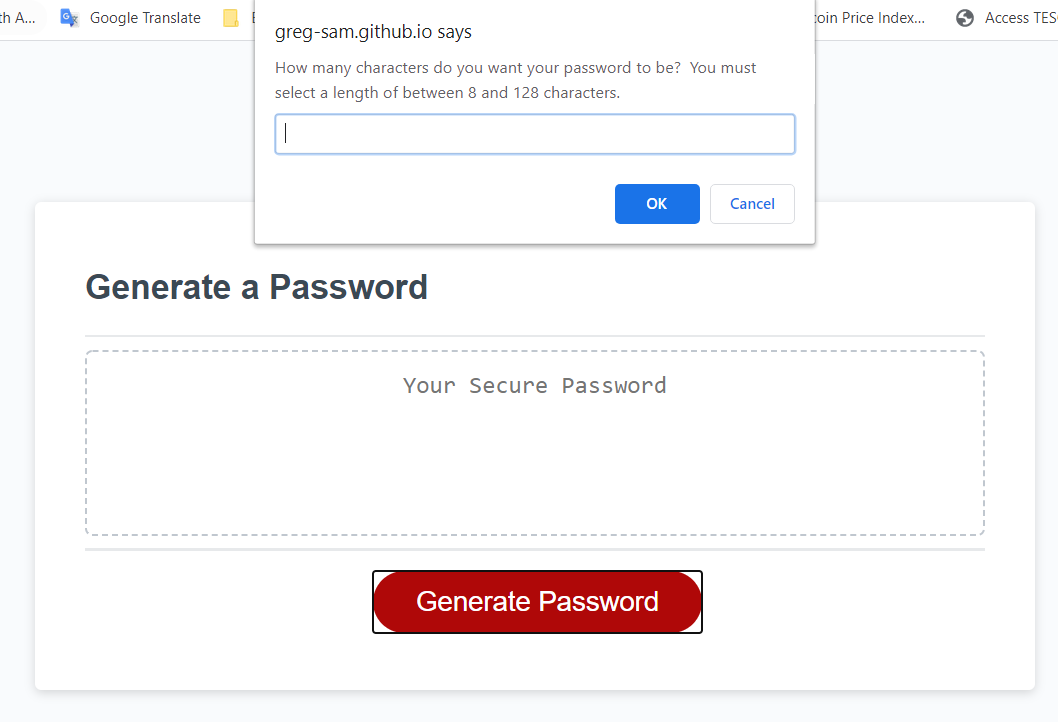 th A...
Google Translate
coin Price Index...
Access TES
greg-sam.github.io says
How many characters do you want your password to be?  You must
select a length of between 8 and 128 characters.
OK
Cancel
Generate a Password
Your Secure Password
Generate Password